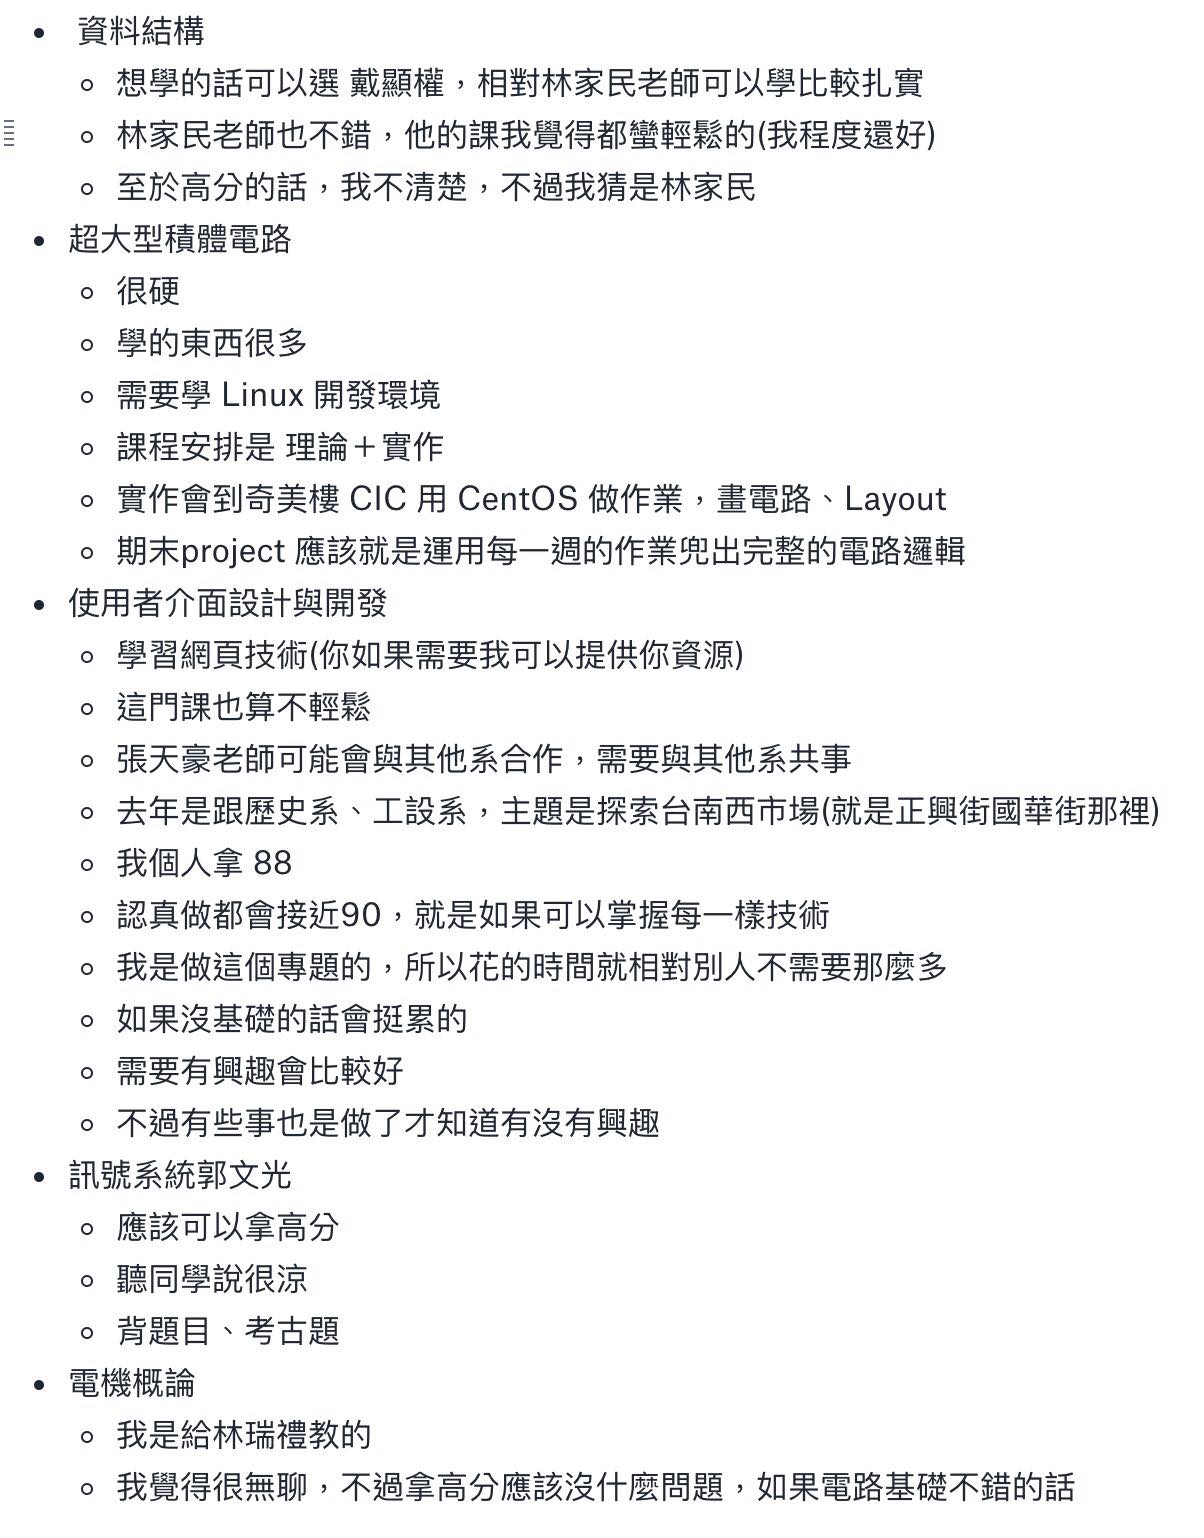 資料結構
想學的話可以選 戴顯權，相對林家民老師可以學比較扎實
林家民老師也不錯，他的課我覺得都蠻輕鬆的(我程度還好)
至於高分的話，我不清楚，不過我猜是林家民
超大型積體電路
很硬
學的東西很多
需要學 Linux 開發環境
課程安排是 理論＋實作
實作會到奇美樓 CIC 用 CentOS 做作業，畫電路、Layout
期末project 應該就是運用每一週的作業兜出完整的電路邏輯
使用者介面設計與開發
學習網頁技術(你如果需要我可以提供你資源)
這門課也算不輕鬆
張天豪老師可能會與其他系合作，需要與其他系共事
去年是跟歷史系、工設系，主題是探索台南西市場(就是正興街國華街那裡)
我個人拿 88
認真做都會接近90，就是如果可以掌握每一樣技術
我是做這個專題的，所以花的時間就相對別人不需要那麼多
如果沒基礎的話會挺累的
需要有興趣會比較好
不過有些事也是做了才知道有沒有興趣
訊號系統郭文光
應該可以拿高分
聽同學說很涼
背題目、考古題
電機概論
我是給林瑞禮教的
我覺得很無聊，不過拿高分應該沒什麼問題，如果電路基礎不錯的話